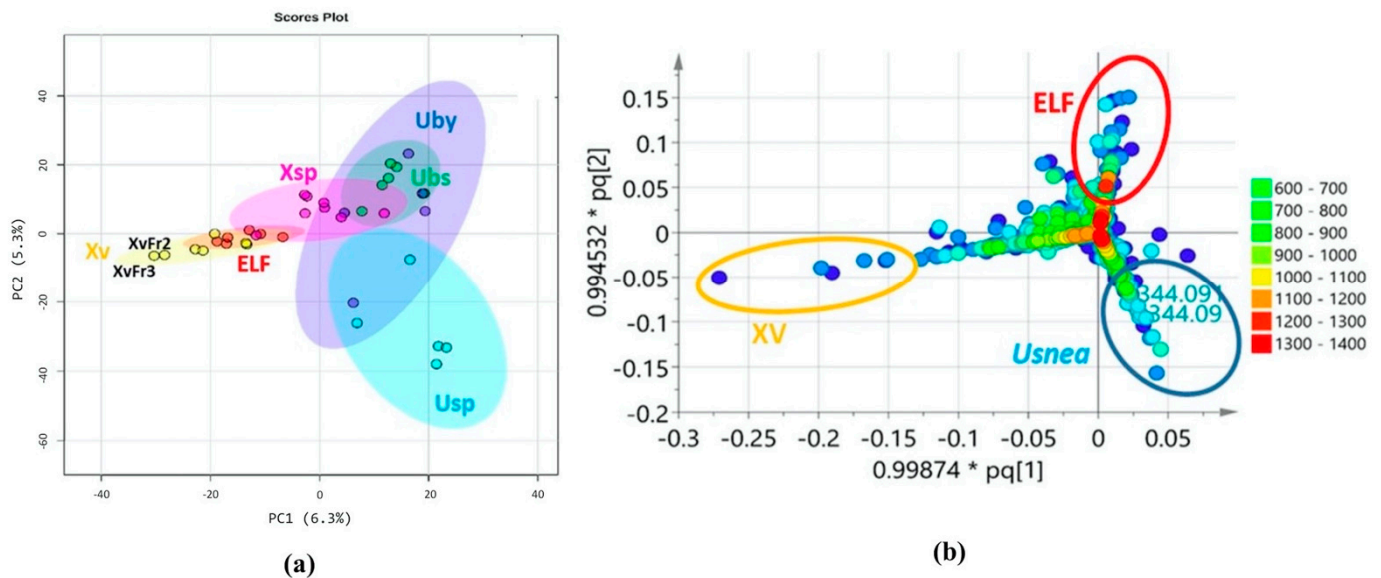 Scores Plot
40
20
0
-20
-40
-60
PC2 (5.3%)
-40
-20
0
20
40
PC1 (6.3%)
Uby
Ubs
Xsp
Xv
XvFr2
XvFr3
ELF
Usp
(a)
0.994532 * pq[2]
0.15
0.1
0.05
0
-0.05
-0.1
-0.15
-0.2
-0.3
-0.25
-0.2
-0.15
-0.1
-0.05
0
0.05
0.99874 * pq[1]
ELF
XV
Usnea
344.091
344.09
600 - 700
700 - 800
800 - 900
900 - 1000
1000 - 1100
1100 - 1200
1200 - 1300
1300 - 1400
(b)